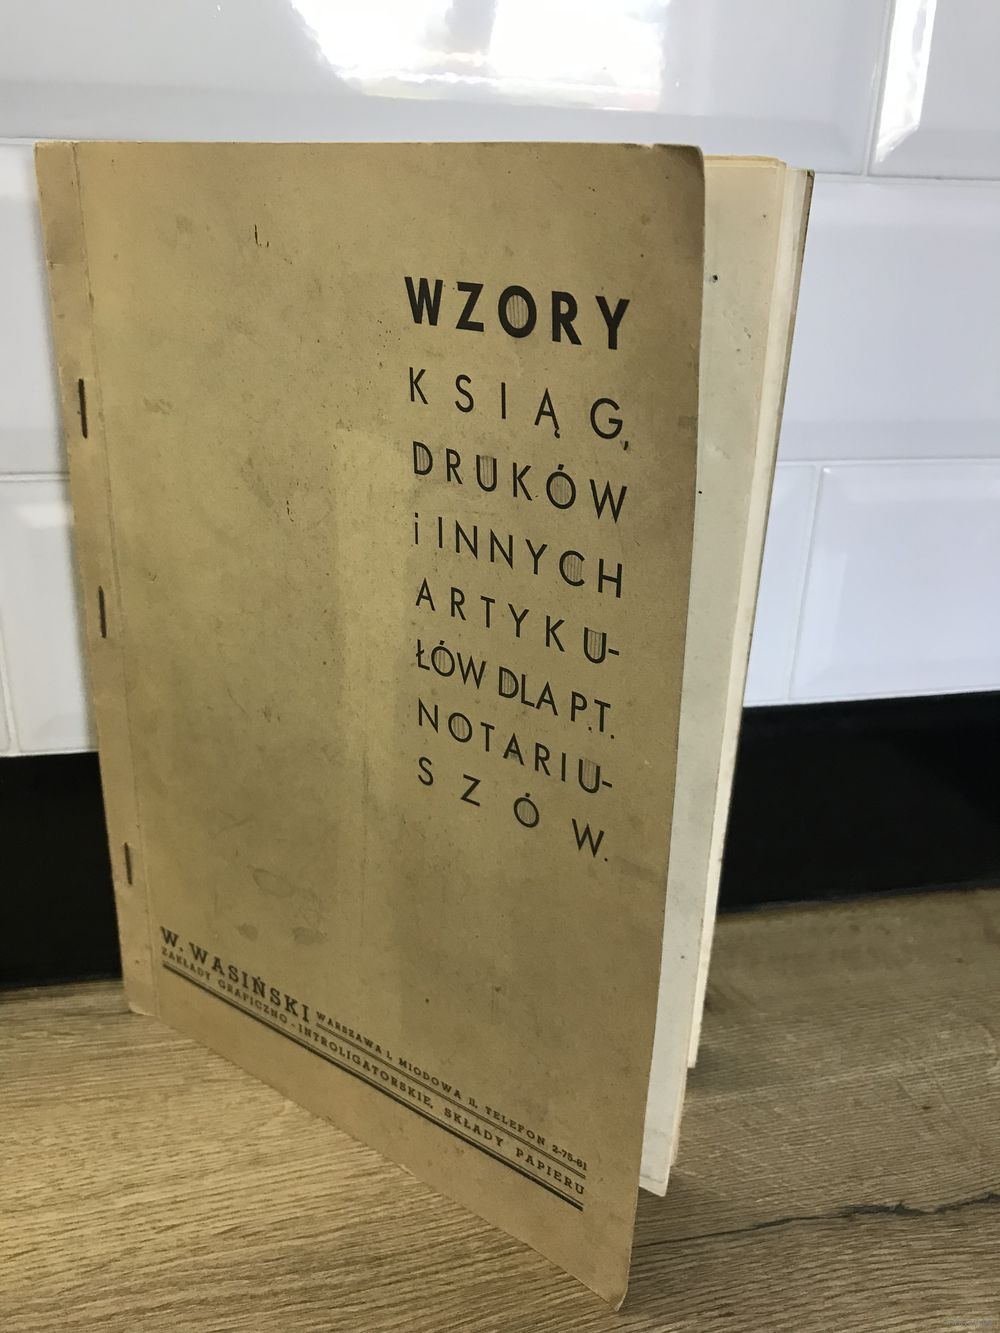 WZORY
KSIĄG,
DRUKÓW
i INNYCH
ARTYKU-
ŁÓW DLA P.T.
NOTARIU-
SZÓW.
W. WASIŃSKI WARSZAWA I, MIODOWA 11, TELEFON 2-75-81
ZAKŁADY GRAFICZNO-INTROLIGATORSKIE, SKŁADY PAPIERU